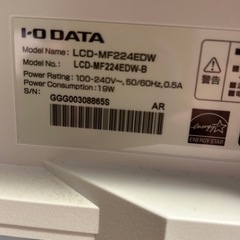 I-O DATA
Model Name: LCD-MF224EDW
Model No.: LCD-MF224EDW-B
Power Rating: 100-240V~, 50/60Hz, 0.5A
Power Consumption: 19W
S/N:
GGG00308865S
AR
警告
ENERGY STAR